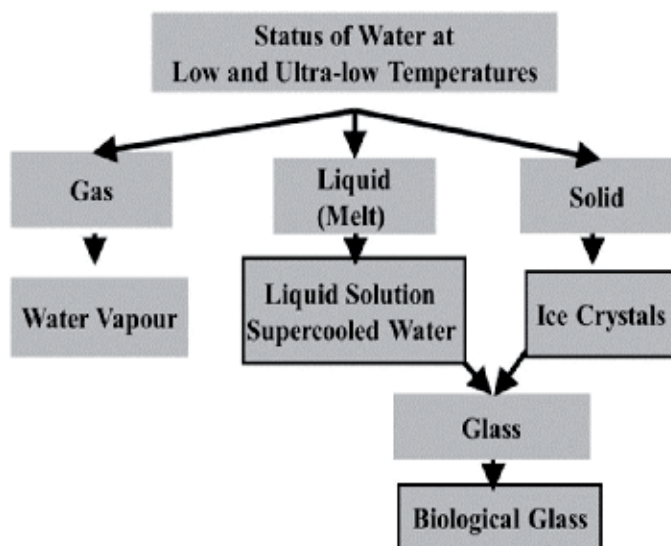 Status of Water at
Low and Ultra-low Temperatures
Gas
Liquid
(Melt)
Solid
Water Vapour
Liquid Solution
Supercooled Water
Ice Crystals
Glass
Biological Glass